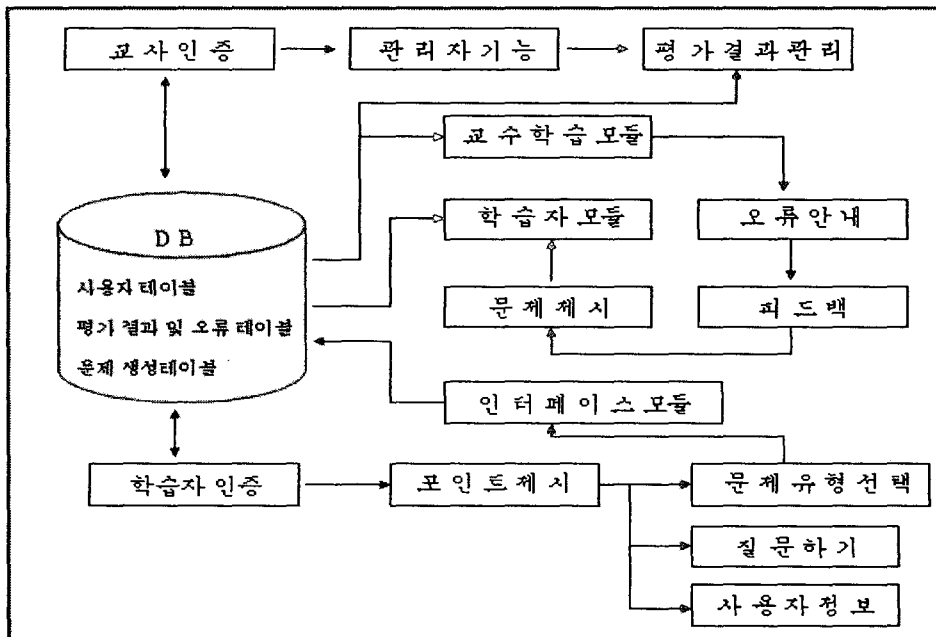 교사인증
관리자기능
평가결과관리
교수학습모듈
DB
학습자모듈
오류안내
사용자테이블
문제제시
피드백
평가 결과 및 오류 테이블
문제 생성테이블
인터페이스모듈
학습자인증
포인트제시
문제유형선택
질문하기
사용자정보